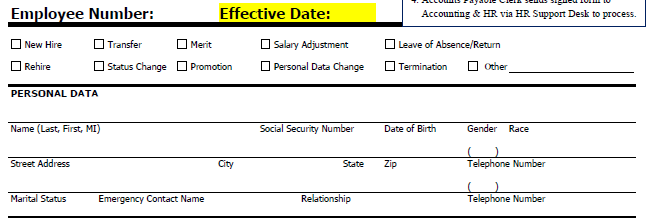 4. Accounts Payable Clerk sends signed form to
Employee Number: Effective Date: Accounting & HR via HR Support Desk to process.
New Hire Transfer Merit Salary Adjustment Leave of Absence/Return
Rehire Status Change Promotion Personal Data Change Termination Other
PERSONAL DATA
Name (Last, First, MI) Social Security Number Date of Birth Gender Race
( )
Street Address City State Zip Telephone Number
( )
Marital Status Emergency Contact Name Relationship Telephone Number